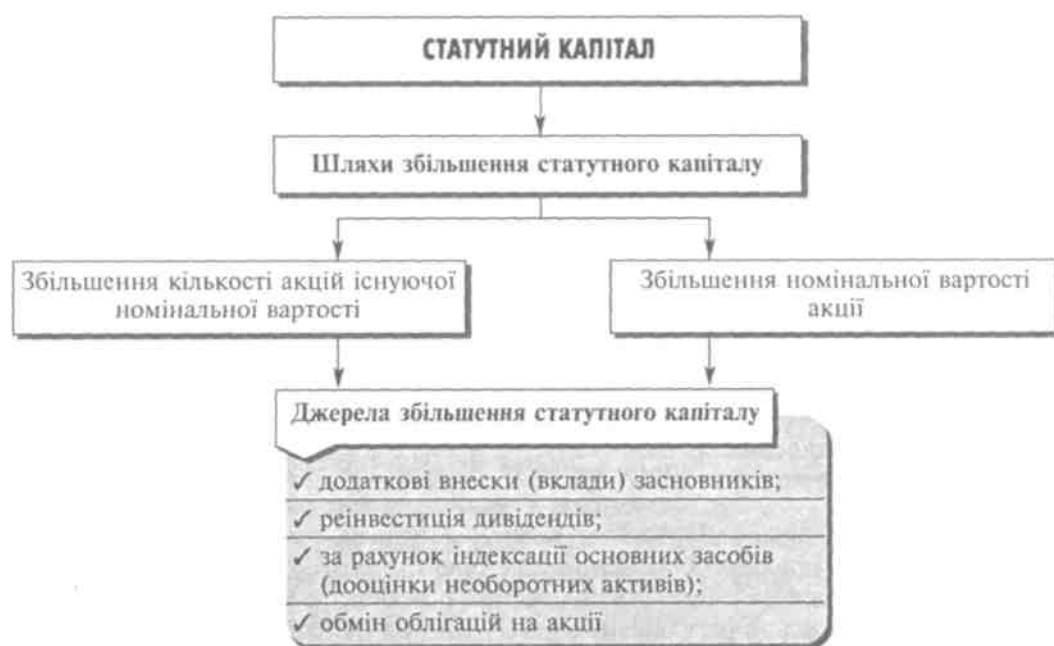 СТАТУТНИЙ КАПІТАЛ
Шляхи збільшення статутного капіталу
Збільшення кількості акцій існуючої
номінальної вартості
Збільшення номінальної вартості
акції
Джерела збільшення статутного капіталу
✓ додаткові внески (вклади) засновників;
✓ реінвестиція дивідендів;
✓ за рахунок індексації основних засобів
(дооцінки необоротних активів);
✓ обмін облігацій на акції